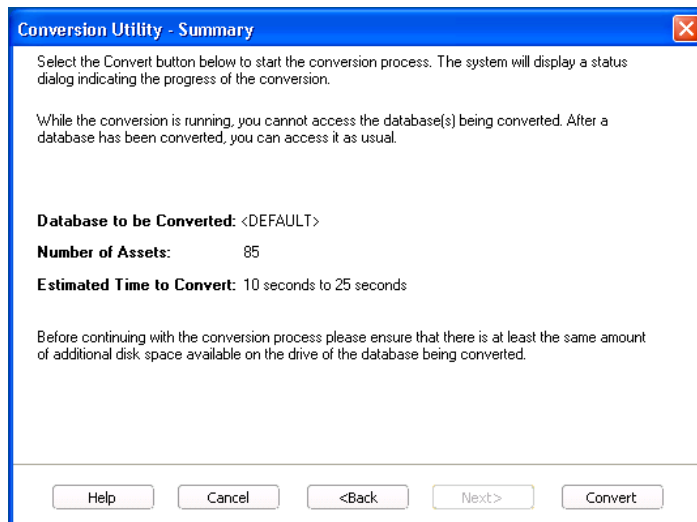 Conversion Utility - Summary
Select the Convert button below to start the conversion process. The system will display a status
dialog indicating the progress of the conversion.
While the conversion is running, you cannot access the database(s) being converted. After a
database has been converted, you can access it as usual.
Database to be Converted: <DEFAULT>
Number of Assets: 85
Estimated Time to Convert: 10 seconds to 25 seconds
Before continuing with the conversion process please ensure that there is at least the same amount
of additional disk space available on the drive of the database being converted.
Help Cancel <Back Next> Convert